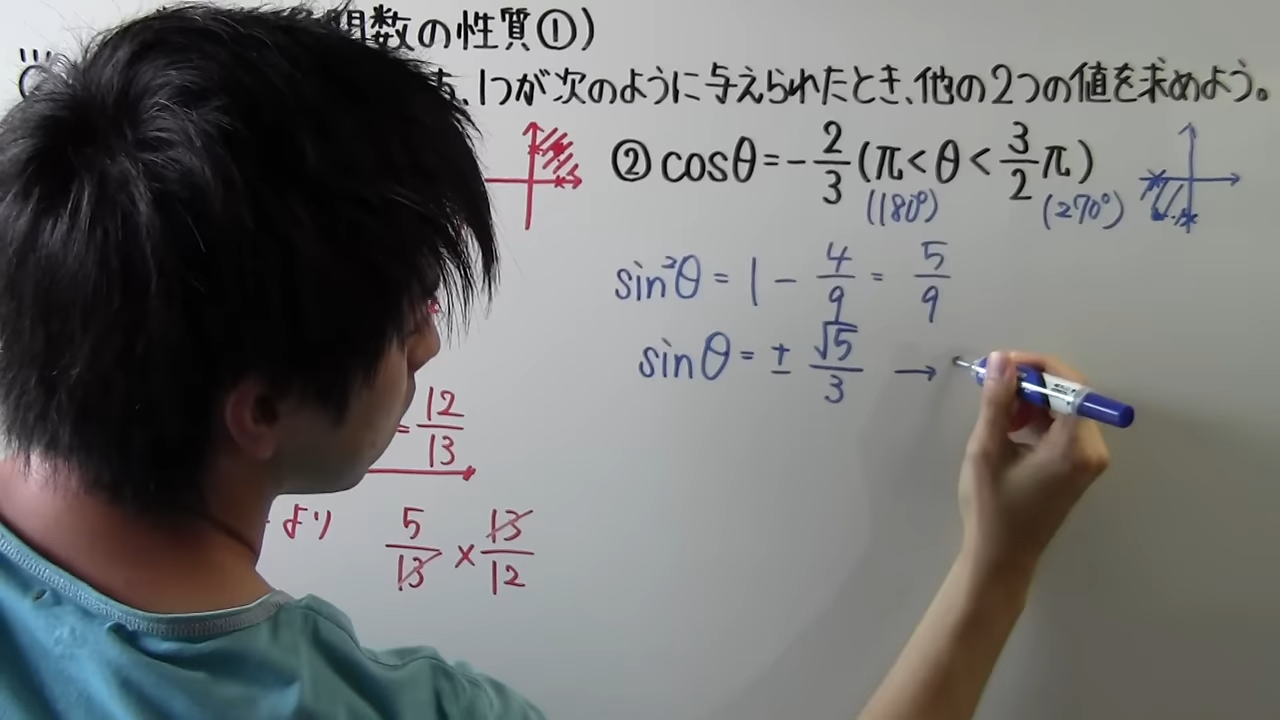 関数の性質①)
、1つが次のように与えられたとき、他の2つの値を求めよう。
② cosθ = -2/3 (π < θ < 3/2 π)
(180°) (270°)
sin²θ = 1 - 4/9 = 5/9
sinθ = ± √5/3 →
= 12/13
より 5/13 × 13/12